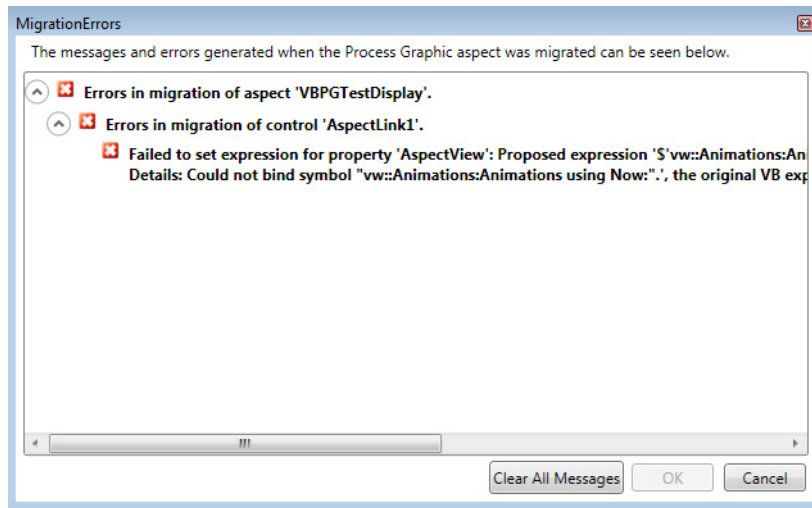 MigrationErrors
The messages and errors generated when the Process Graphic aspect was migrated can be seen below.
Errors in migration of aspect 'VBPGTestDisplay'.
Errors in migration of control 'AspectLink1'.
Failed to set expression for property 'AspectView': Proposed expression '$'vw::Animations:An
Details: Could not bind symbol "vw::Animations:Animations using Now:".', the original VB exp
Clear All Messages OK Cancel